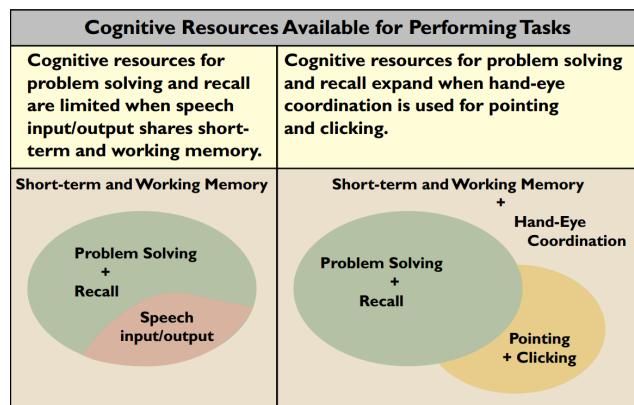 Cognitive Resources Available for Performing Tasks
Cognitive resources for
problem solving and recall
are limited when speech
input/output shares short-
term and working memory.
Cognitive resources for problem solving
and recall expand when hand-eye
coordination is used for pointing
and clicking.
Short-term and Working Memory
Problem Solving
+
Recall
Speech
input/output
Short-term and Working Memory
+
Hand-Eye
Coordination
Problem Solving
+
Recall
Pointing
+ Clicking